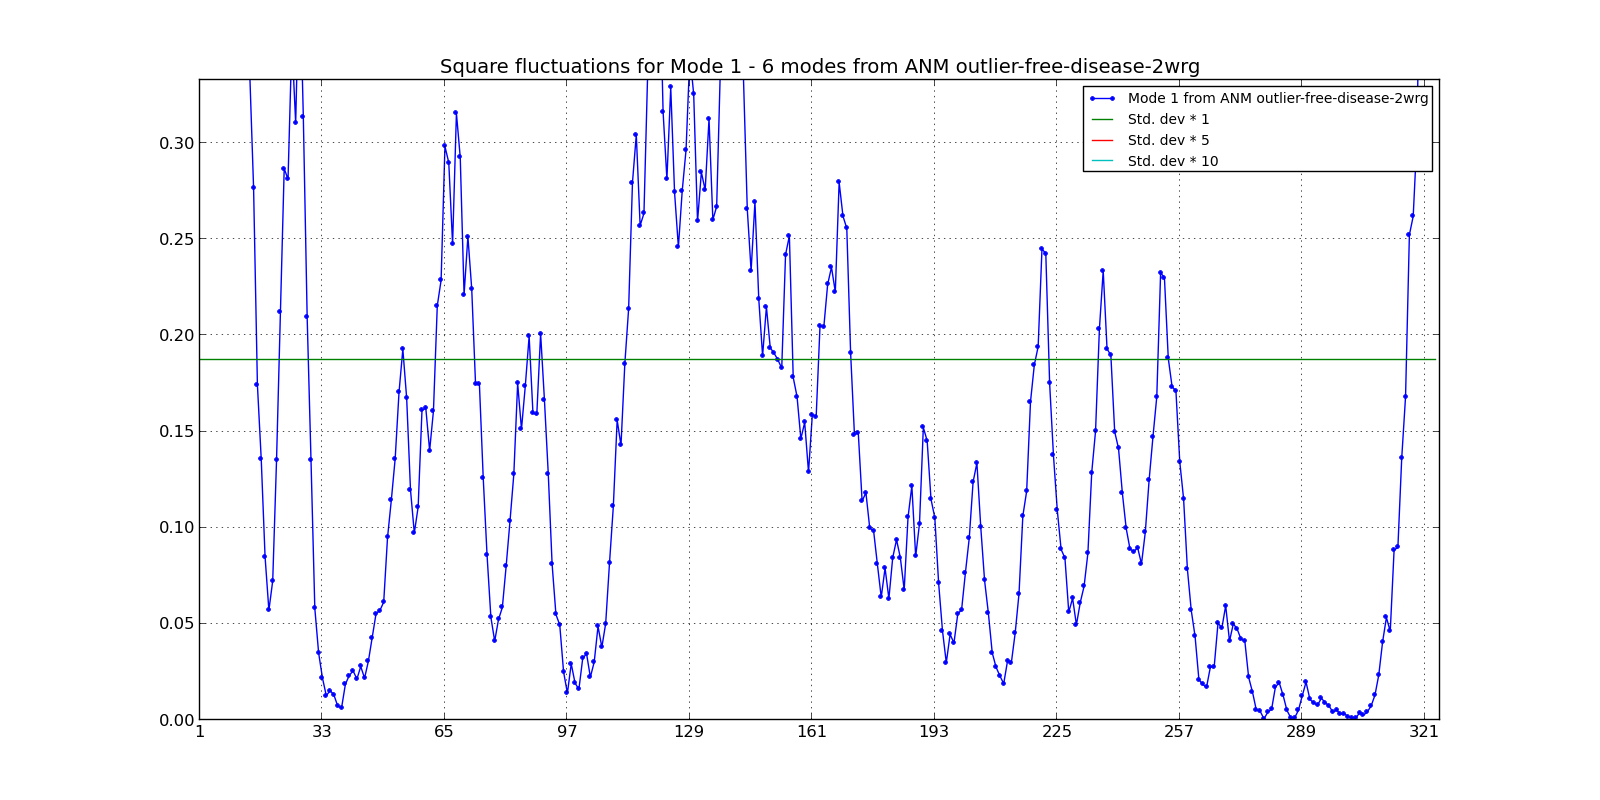 Square fluctuations for Mode 1 - 6 modes from ANM outlier-free-disease-2wrg
Mode 1 from ANM outlier-free-disease-2wrg
Std. dev * 1
Std. dev * 5
Std. dev * 10
0.30
0.25
0.20
0.15
0.10
0.05
0.00
1 33 65 97 129 161 193 225 257 289 321